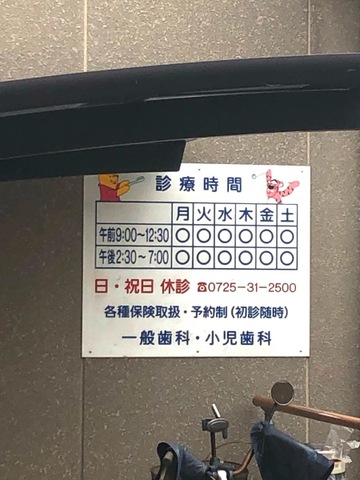 診療時間
月 火 水 木 金 土
午前9:00~12:30 ○ ○ ○ ○ ○ ○
午後2:30~7:00 ○ ○ ○ ○ ○ ○
日・祝日 休診 ☎0725-31-2500
各種保険取扱・予約制(初診随時)
一般歯科・小児歯科